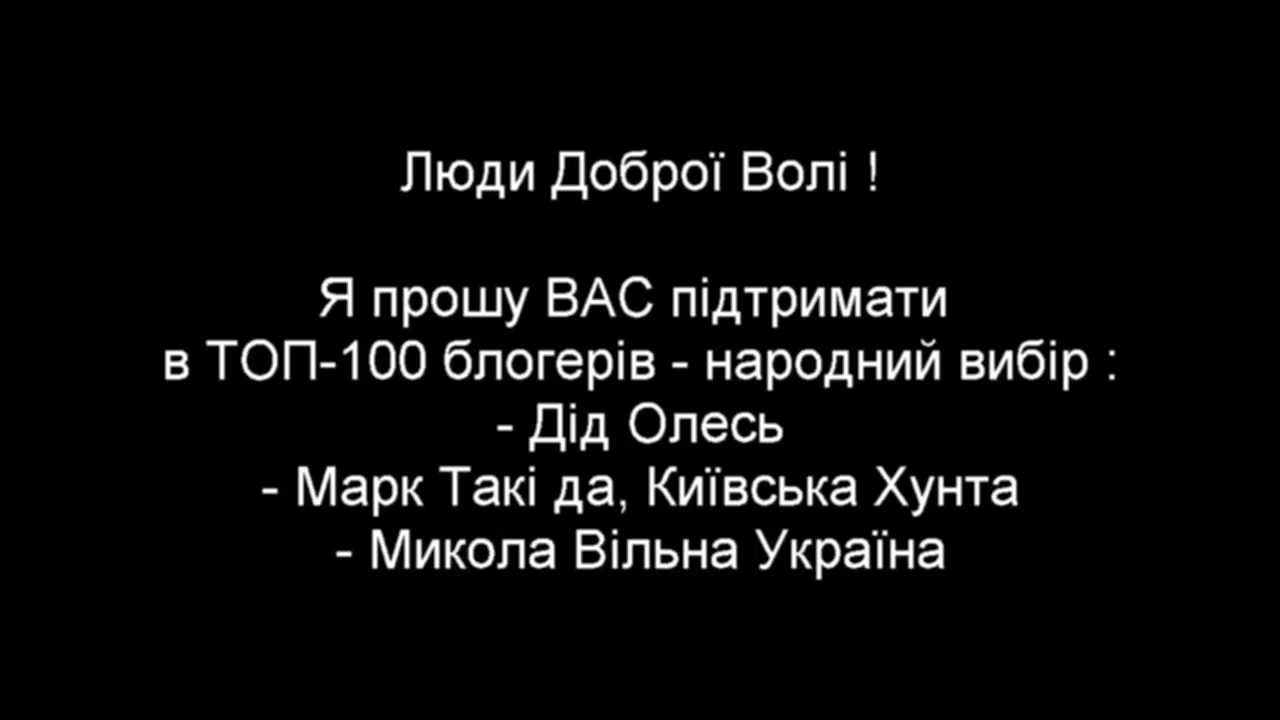 Люди Доброї Волі !
Я прошу ВАС підтримати
в ТОП-100 блогерів - народний вибір :
- Дід Олесь
- Марк Такі да, Київська Хунта
- Микола Вільна Україна